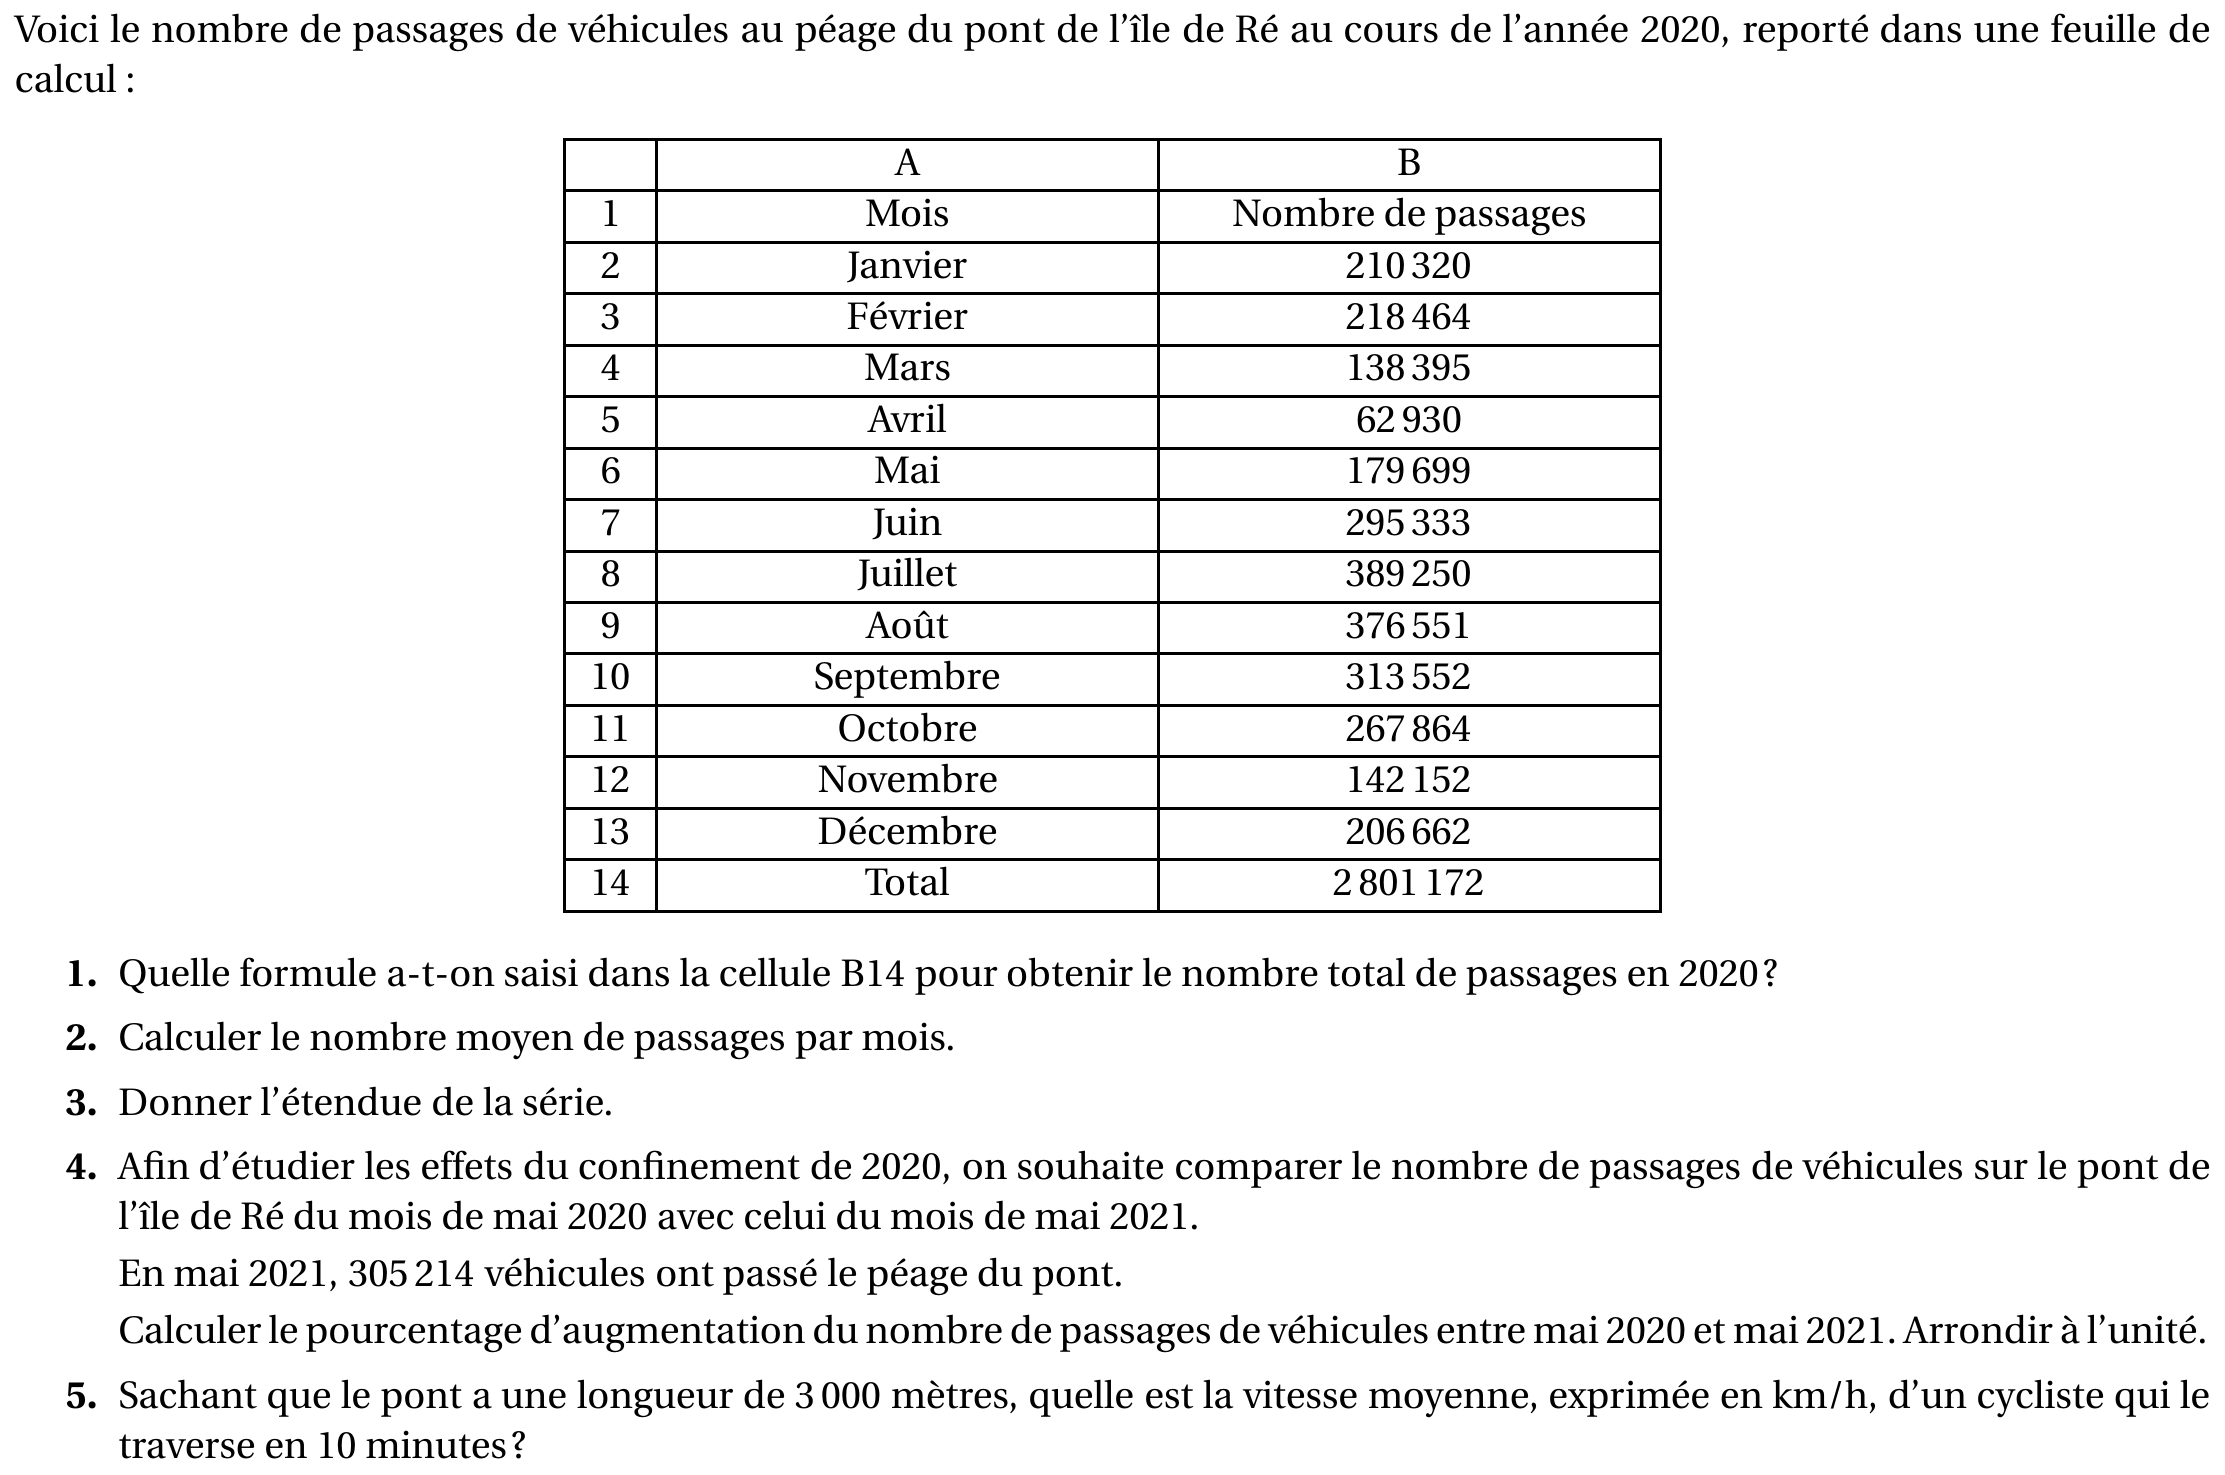 Voici le nombre de passages de véhicules au péage du pont de l'île de Ré au cours de l'année 2020, reporté dans une feuille de
calcul :
A B
1 Mois Nombre de passages
2 Janvier 210 320
3 Février 218 464
4 Mars 138 395
5 Avril 62 930
6 Mai 179 699
7 Juin 295 333
8 Juillet 389 250
9 Août 376 551
10 Septembre 313 552
11 Octobre 267 864
12 Novembre 142 152
13 Décembre 206 662
14 Total 2 801 172
1. Quelle formule a-t-on saisi dans la cellule B14 pour obtenir le nombre total de passages en 2020 ?
2. Calculer le nombre moyen de passages par mois.
3. Donner l'étendue de la série.
4. Afin d'étudier les effets du confinement de 2020, on souhaite comparer le nombre de passages de véhicules sur le pont de
l'île de Ré du mois de mai 2020 avec celui du mois de mai 2021.
En mai 2021, 305 214 véhicules ont passé le péage du pont.
Calculer le pourcentage d'augmentation du nombre de passages de véhicules entre mai 2020 et mai 2021. Arrondir à l'unité.
5. Sachant que le pont a une longueur de 3 000 mètres, quelle est la vitesse moyenne, exprimée en km/h, d'un cycliste qui le
traverse en 10 minutes ?